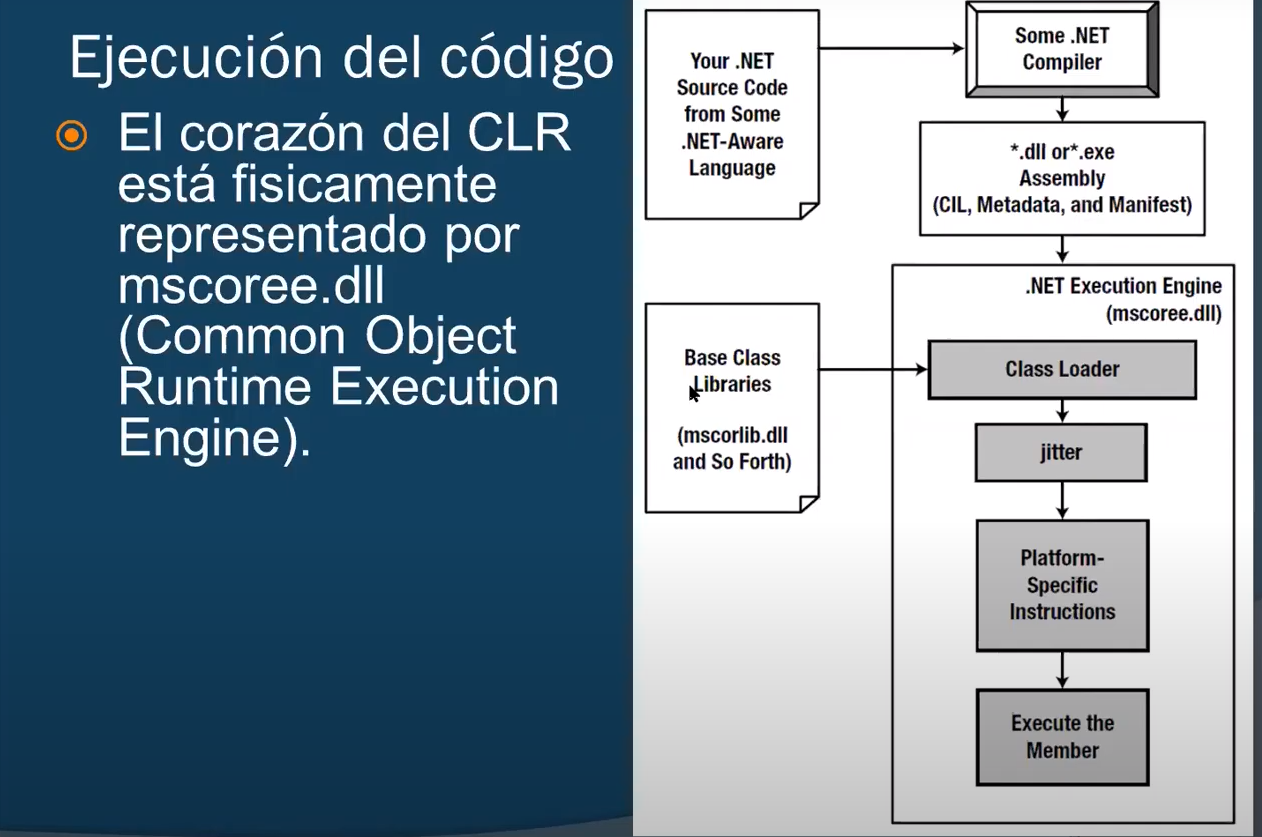 Ejecución del código
El corazón del CLR
está fisicamente
representado por
mscoree.dll
(Common Object
Runtime Execution
Engine).
Your .NET
Source Code
from Some
.NET-Aware
Language
Some .NET
Compiler
*.dll or*.exe
Assembly
(CIL, Metadata, and Manifest)
.NET Execution Engine
(mscoree.dll)
Base Class
Libraries
(mscorlib.dll
and So Forth)
Class Loader
jitter
Platform-
Specific
Instructions
Execute the
Member